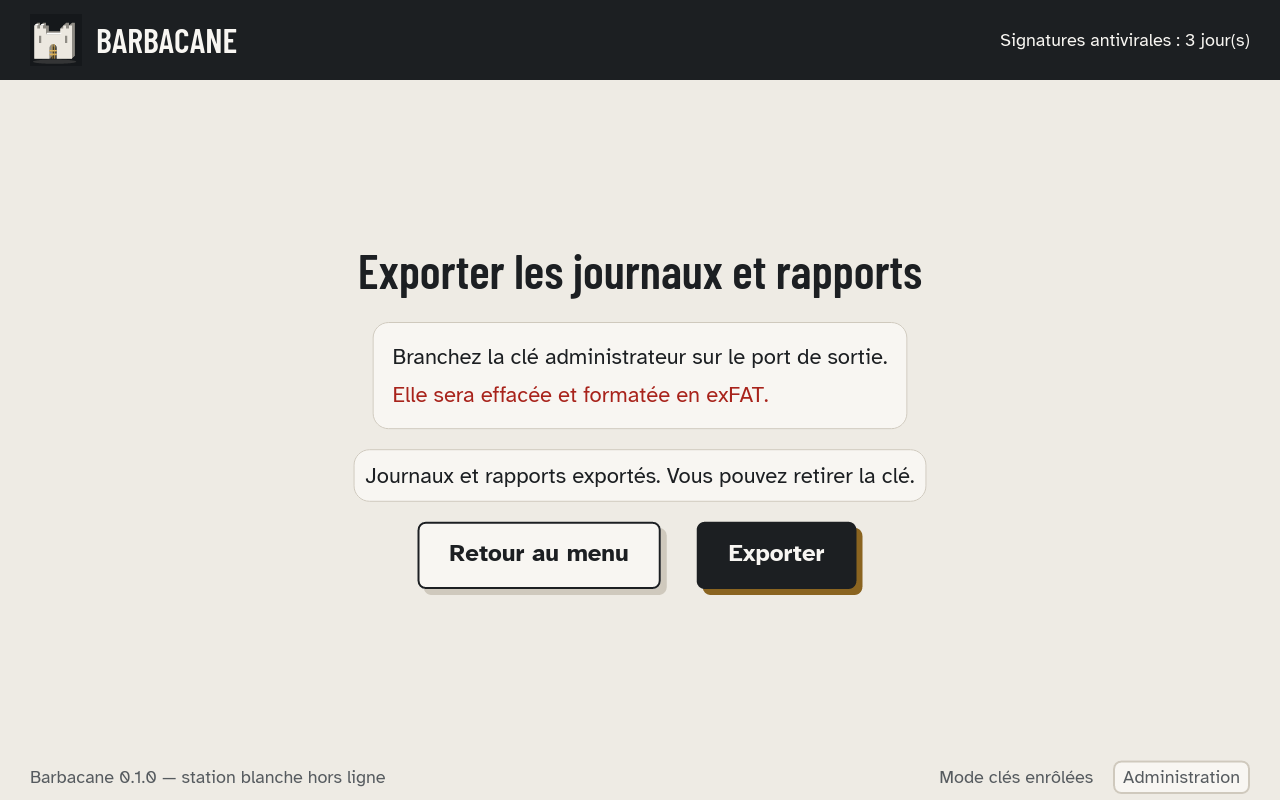 BARBACANE
Signatures antivirales : 3 jour(s)
Exporter les journaux et rapports
Branchez la clé administrateur sur le port de sortie.
Elle sera effacée et formatée en exFAT.
Journaux et rapports exportés. Vous pouvez retirer la clé.
Retour au menu
Exporter
Barbacane 0.1.0 — station blanche hors ligne
Mode clés enrôlées
Administration